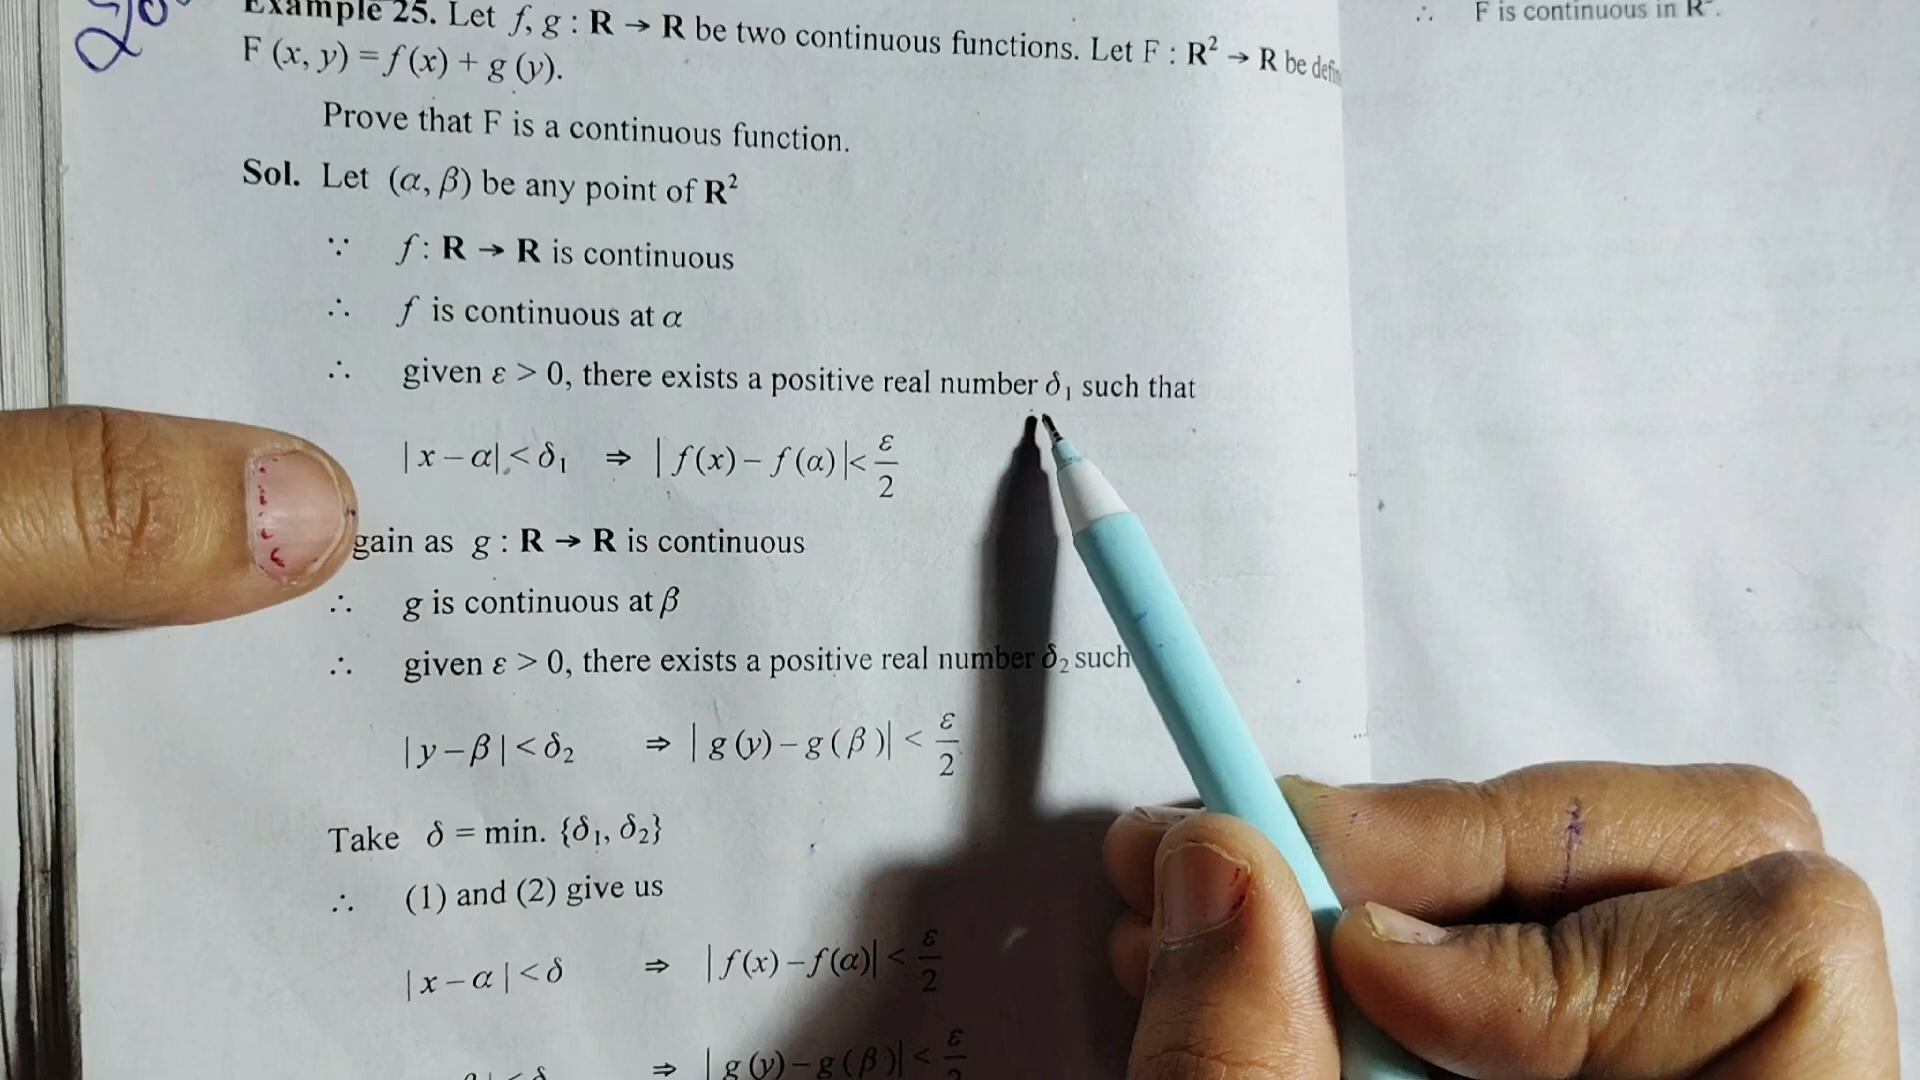 Example 25. Let f, g : R → R be two continuous functions. Let F : R² → R be
F (x, y) = f (x) + g (y).
Prove that F is a continuous function.
Sol. Let (α, β) be any point of R²
∵ f : R → R is continuous
∴ f is continuous at α
∴ given ε > 0, there exists a positive real number δ₁ such that
| x – α| < δ₁ ⇒ | f(x) – f (α) |< ε/2
gain as g : R → R is continuous
∴ g is continuous at β
∴ given ε > 0, there exists a positive real number δ₂ such
| y – β | < δ₂ ⇒ | g (y) – g ( β )| < ε/2
Take δ = min. {δ₁, δ₂}
∴ (1) and (2) give us
| x – α | < δ ⇒ | f(x) – f(α)| < ε/2
⇒ | g (y) – g ( β )| < ε/2
∴ F is continuous in R².